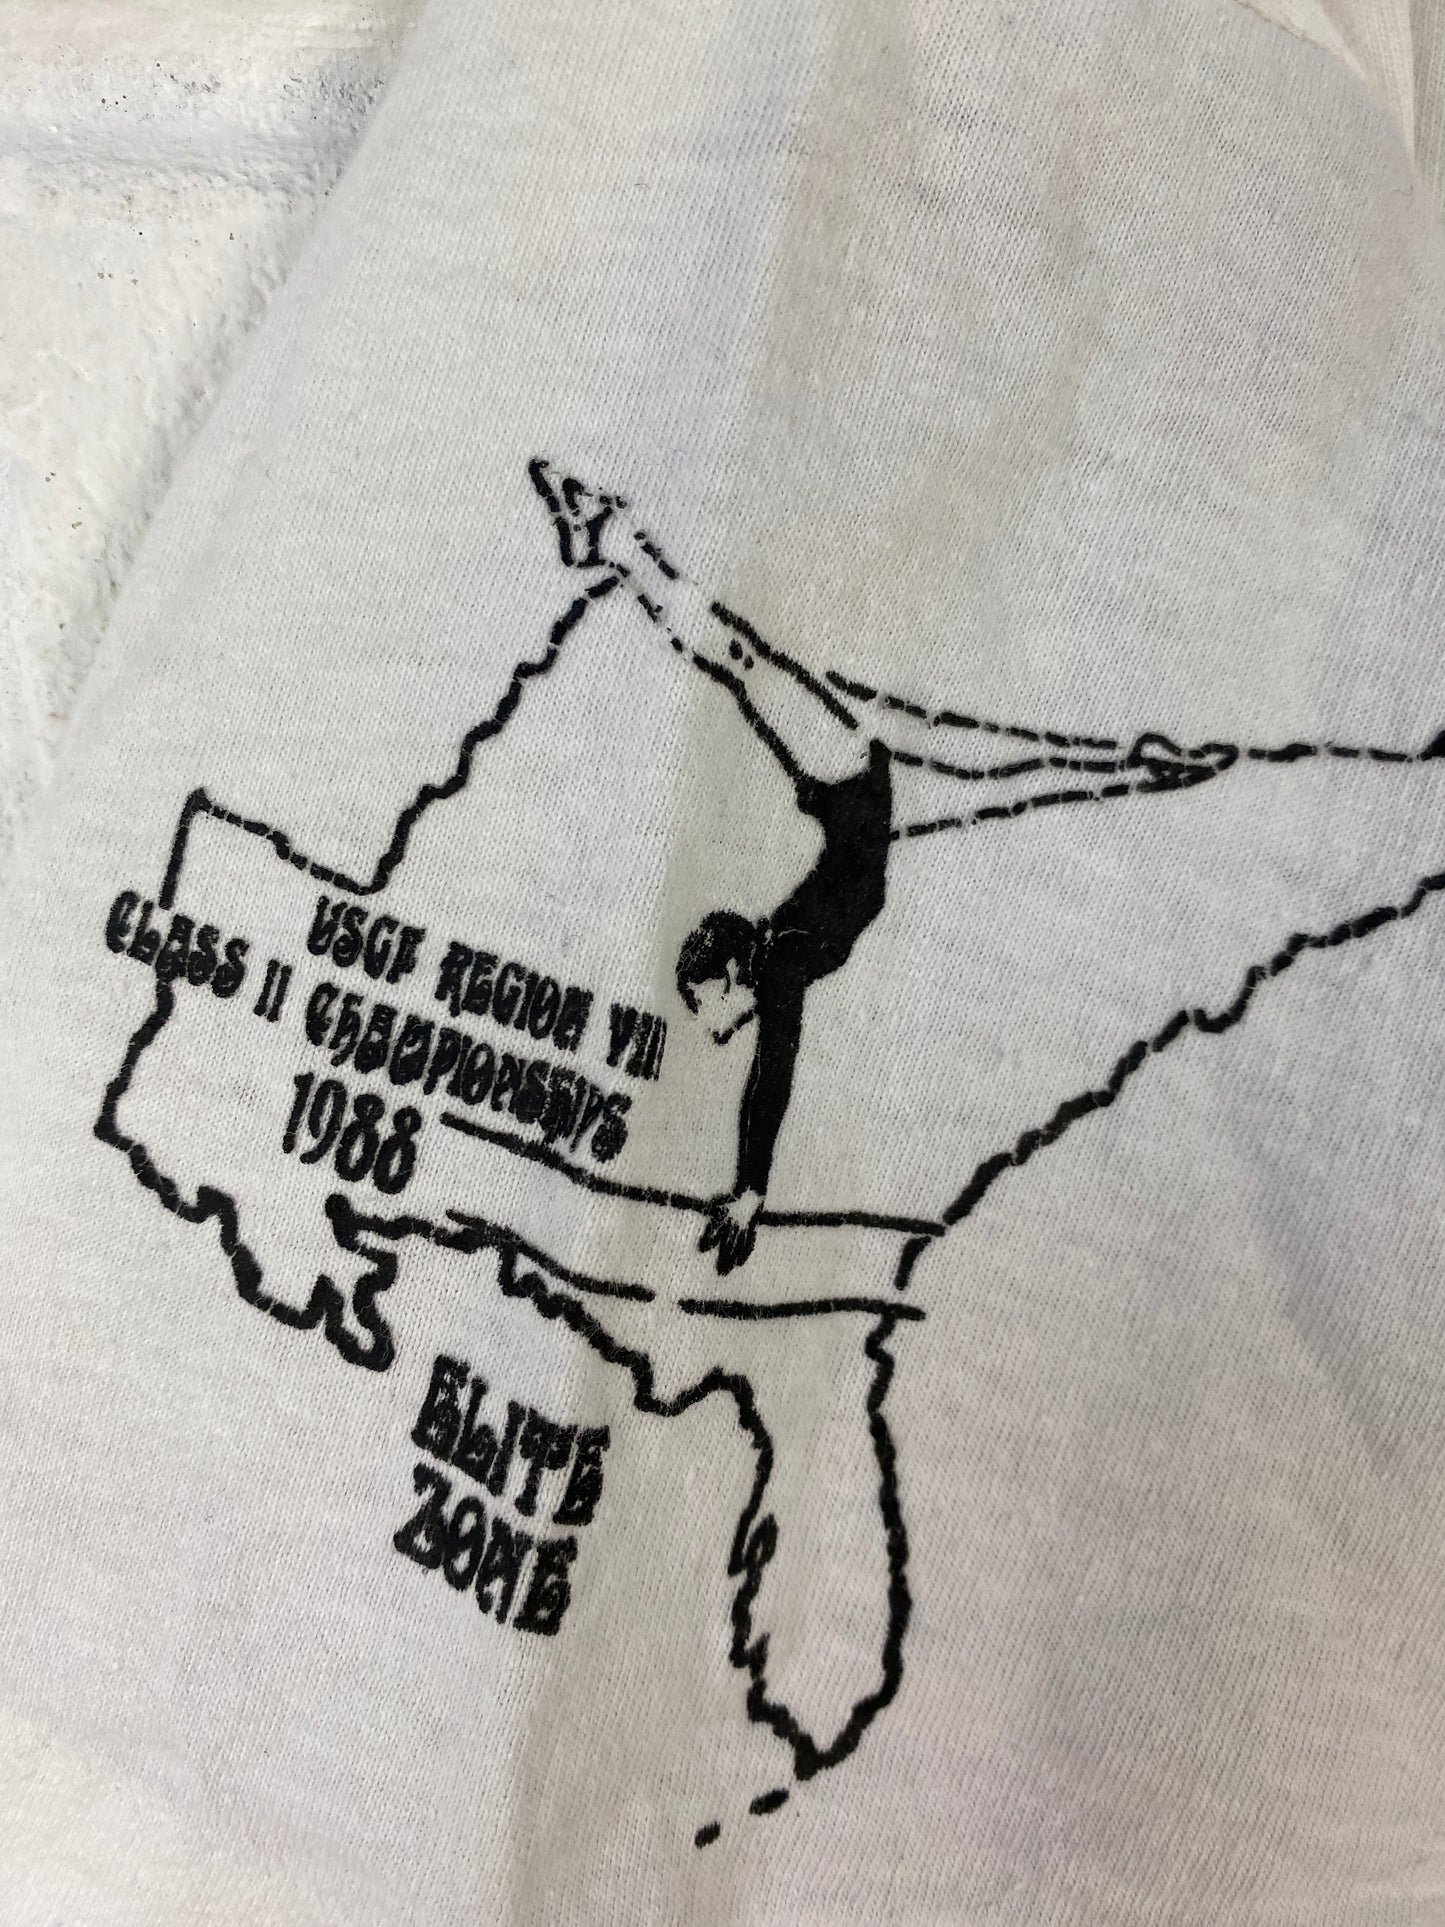 USGF REGION VIII
CLASS II CHAMPIONSHIPS
1988
ELITE
ZONE